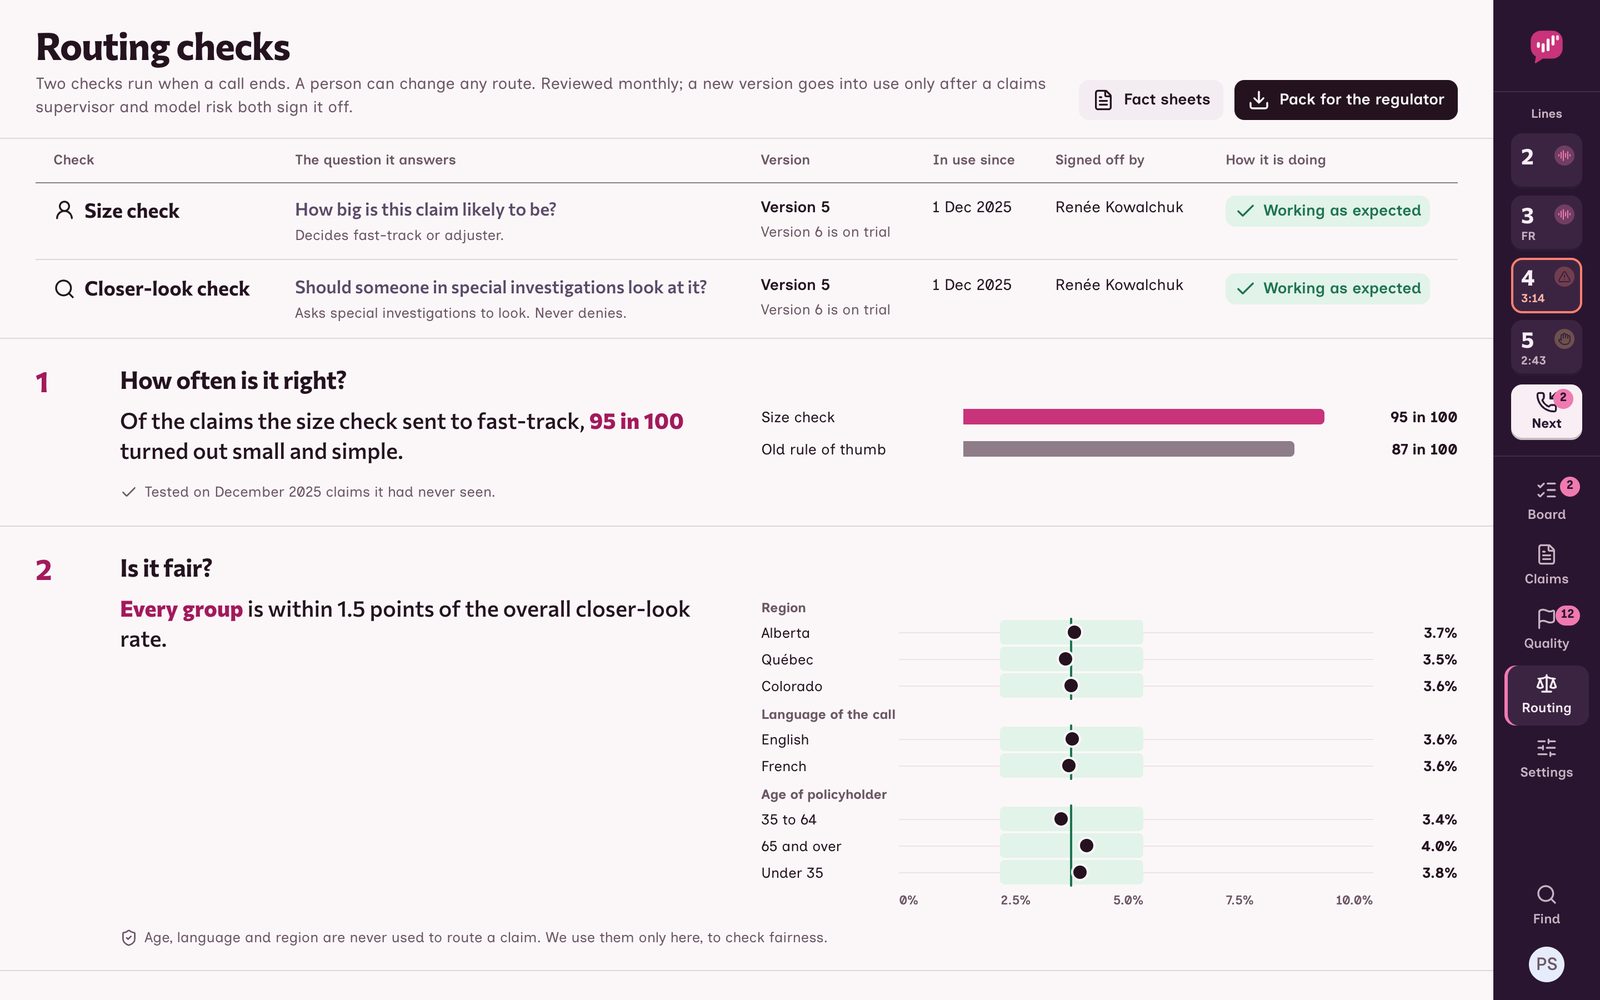 Routing checks
Two checks run when a call ends. A person can change any route. Reviewed monthly; a new version goes into use only after a claims
supervisor and model risk both sign it off.
Fact sheets
Pack for the regulator
Check
The question it answers
Version
In use since
Signed off by
How it is doing
Size check
How big is this claim likely to be?
Decides fast-track or adjuster.
Version 5
Version 6 is on trial
1 Dec 2025
Renée Kowalchuk
Working as expected
Closer-look check
Should someone in special investigations look at it?
Asks special investigations to look. Never denies.
Version 5
Version 6 is on trial
1 Dec 2025
Renée Kowalchuk
Working as expected
1
How often is it right?
Of the claims the size check sent to fast-track, 95 in 100
turned out small and simple.
Tested on December 2025 claims it had never seen.
Size check
95 in 100
Old rule of thumb
87 in 100
2
Is it fair?
Every group is within 1.5 points of the overall closer-look
rate.
Region
Alberta
3.7%
Québec
3.5%
Colorado
3.6%
Language of the call
English
3.6%
French
3.6%
Age of policyholder
35 to 64
3.4%
65 and over
4.0%
Under 35
3.8%
0%
2.5%
5.0%
7.5%
10.0%
Age, language and region are never used to route a claim. We use them only here, to check fairness.
Lines
2
3
FR
4
3:14
5
2:43
2
Next
2
Board
Claims
12
Quality
Routing
Settings
Find
PS